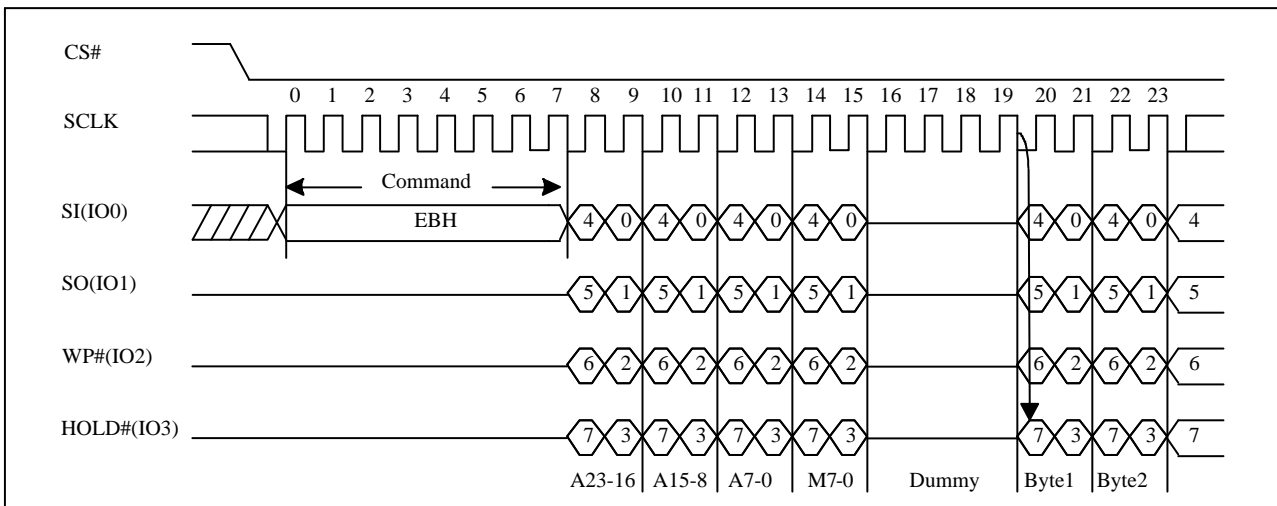 CS#
0 1 2 3 4 5 6 7 8 9 10 11 12 13 14 15 16 17 18 19 20 21 22 23
SCLK
Command
SI(IO0) EBH 4 0 4 0 4 0 4 0 4 0 4 0 4
SO(IO1) 5 1 5 1 5 1 5 1 5 1 5 1 5
WP#(IO2) 6 2 6 2 6 2 6 2 6 2 6 2 6
HOLD#(IO3) 7 3 7 3 7 3 7 3 7 3 7 3 7
A23-16 A15-8 A7-0 M7-0 Dummy Byte1 Byte2